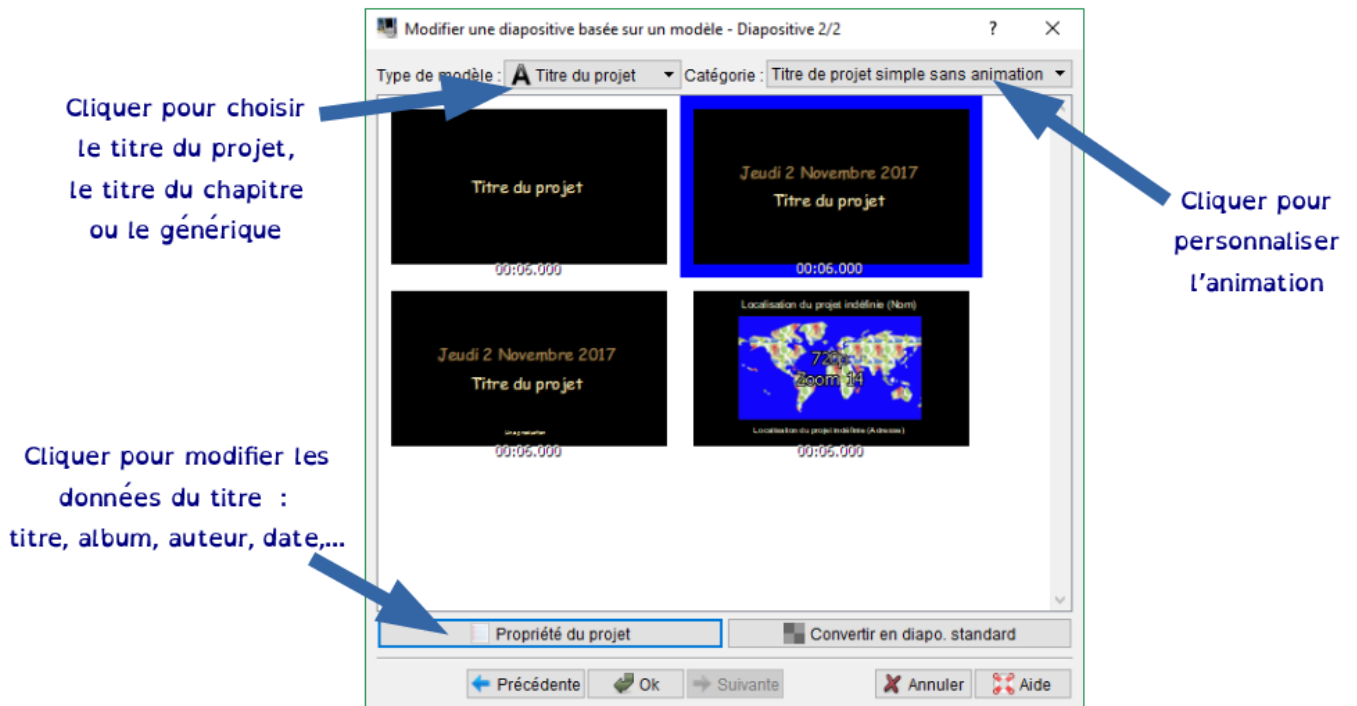 Modifier une diapositive basée sur un modèle - Diapositive 2/2
?
Type de modèle :
A Titre du projet
Catégorie :
Titre de projet simple sans animation
Cliquer pour choisir
le titre du projet,
le titre du chapitre
ou le générique
Titre du projet
00:06.000
Jeudi 2 Novembre 2017
Titre du projet
00:06.000
Cliquer pour
personnaliser
l'animation
Jeudi 2 Novembre 2017
Titre du projet
00:06.000
Localisation du projet indéfinie (Nom)
720p
Zoom 14
Localisation du projet indéfinie (Adresse)
00:06.000
Cliquer pour modifier les
données du titre :
titre, album, auteur, date,...
Propriété du projet
Convertir en diapo. standard
Précédente
Ok
Suivante
Annuler
Aide